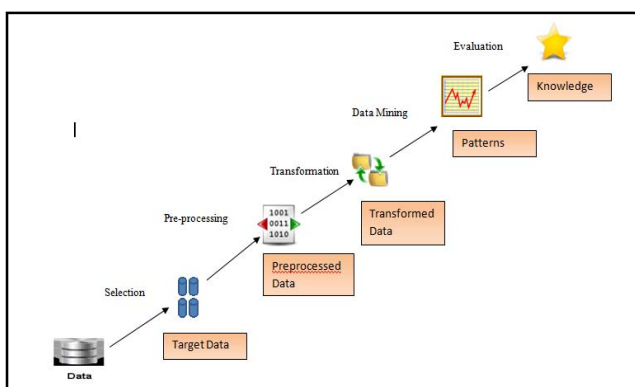 Evaluation
Knowledge
Data Mining
Patterns
Transformation
Transformed
Data
Pre-processing
1001
0011
1010
Preprocessed
Data
Selection
Target Data
Data